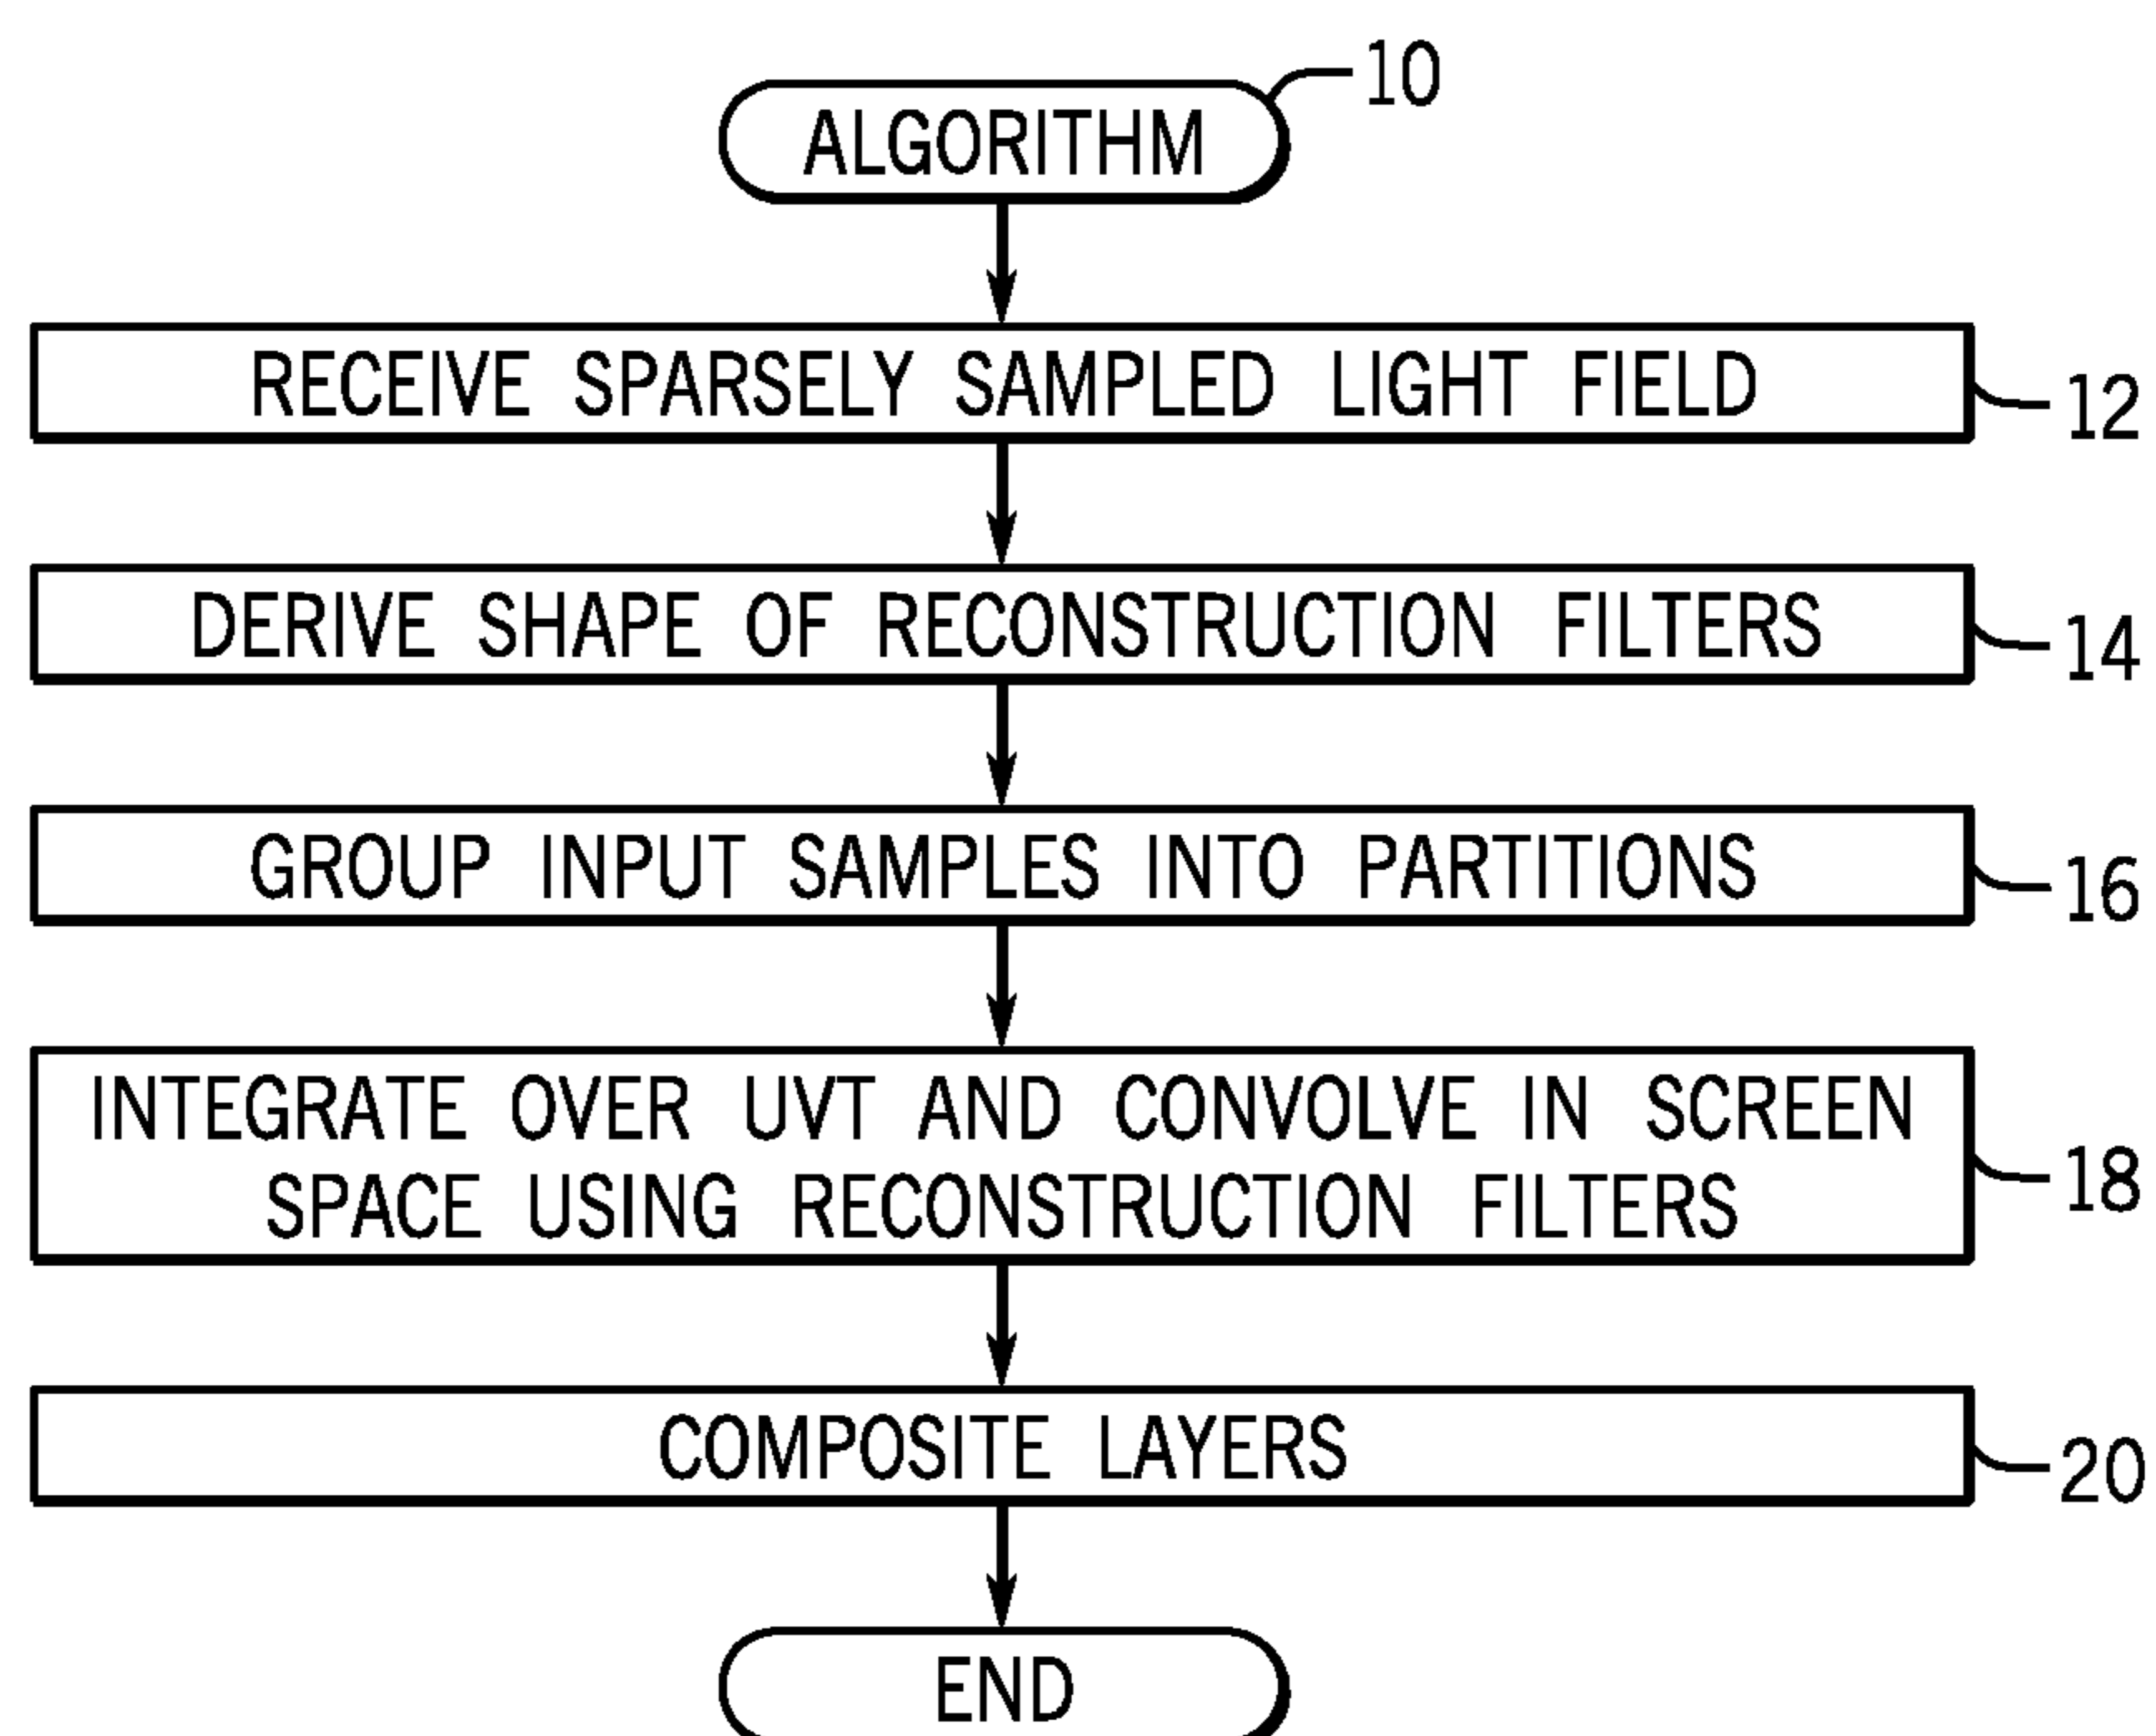 ALGORITHM
10
RECEIVE SPARSELY SAMPLED LIGHT FIELD
12
DERIVE SHAPE OF RECONSTRUCTION FILTERS
14
GROUP INPUT SAMPLES INTO PARTITIONS
16
INTEGRATE OVER UVT AND CONVOLVE IN SCREEN
SPACE USING RECONSTRUCTION FILTERS
18
COMPOSITE LAYERS
20
END